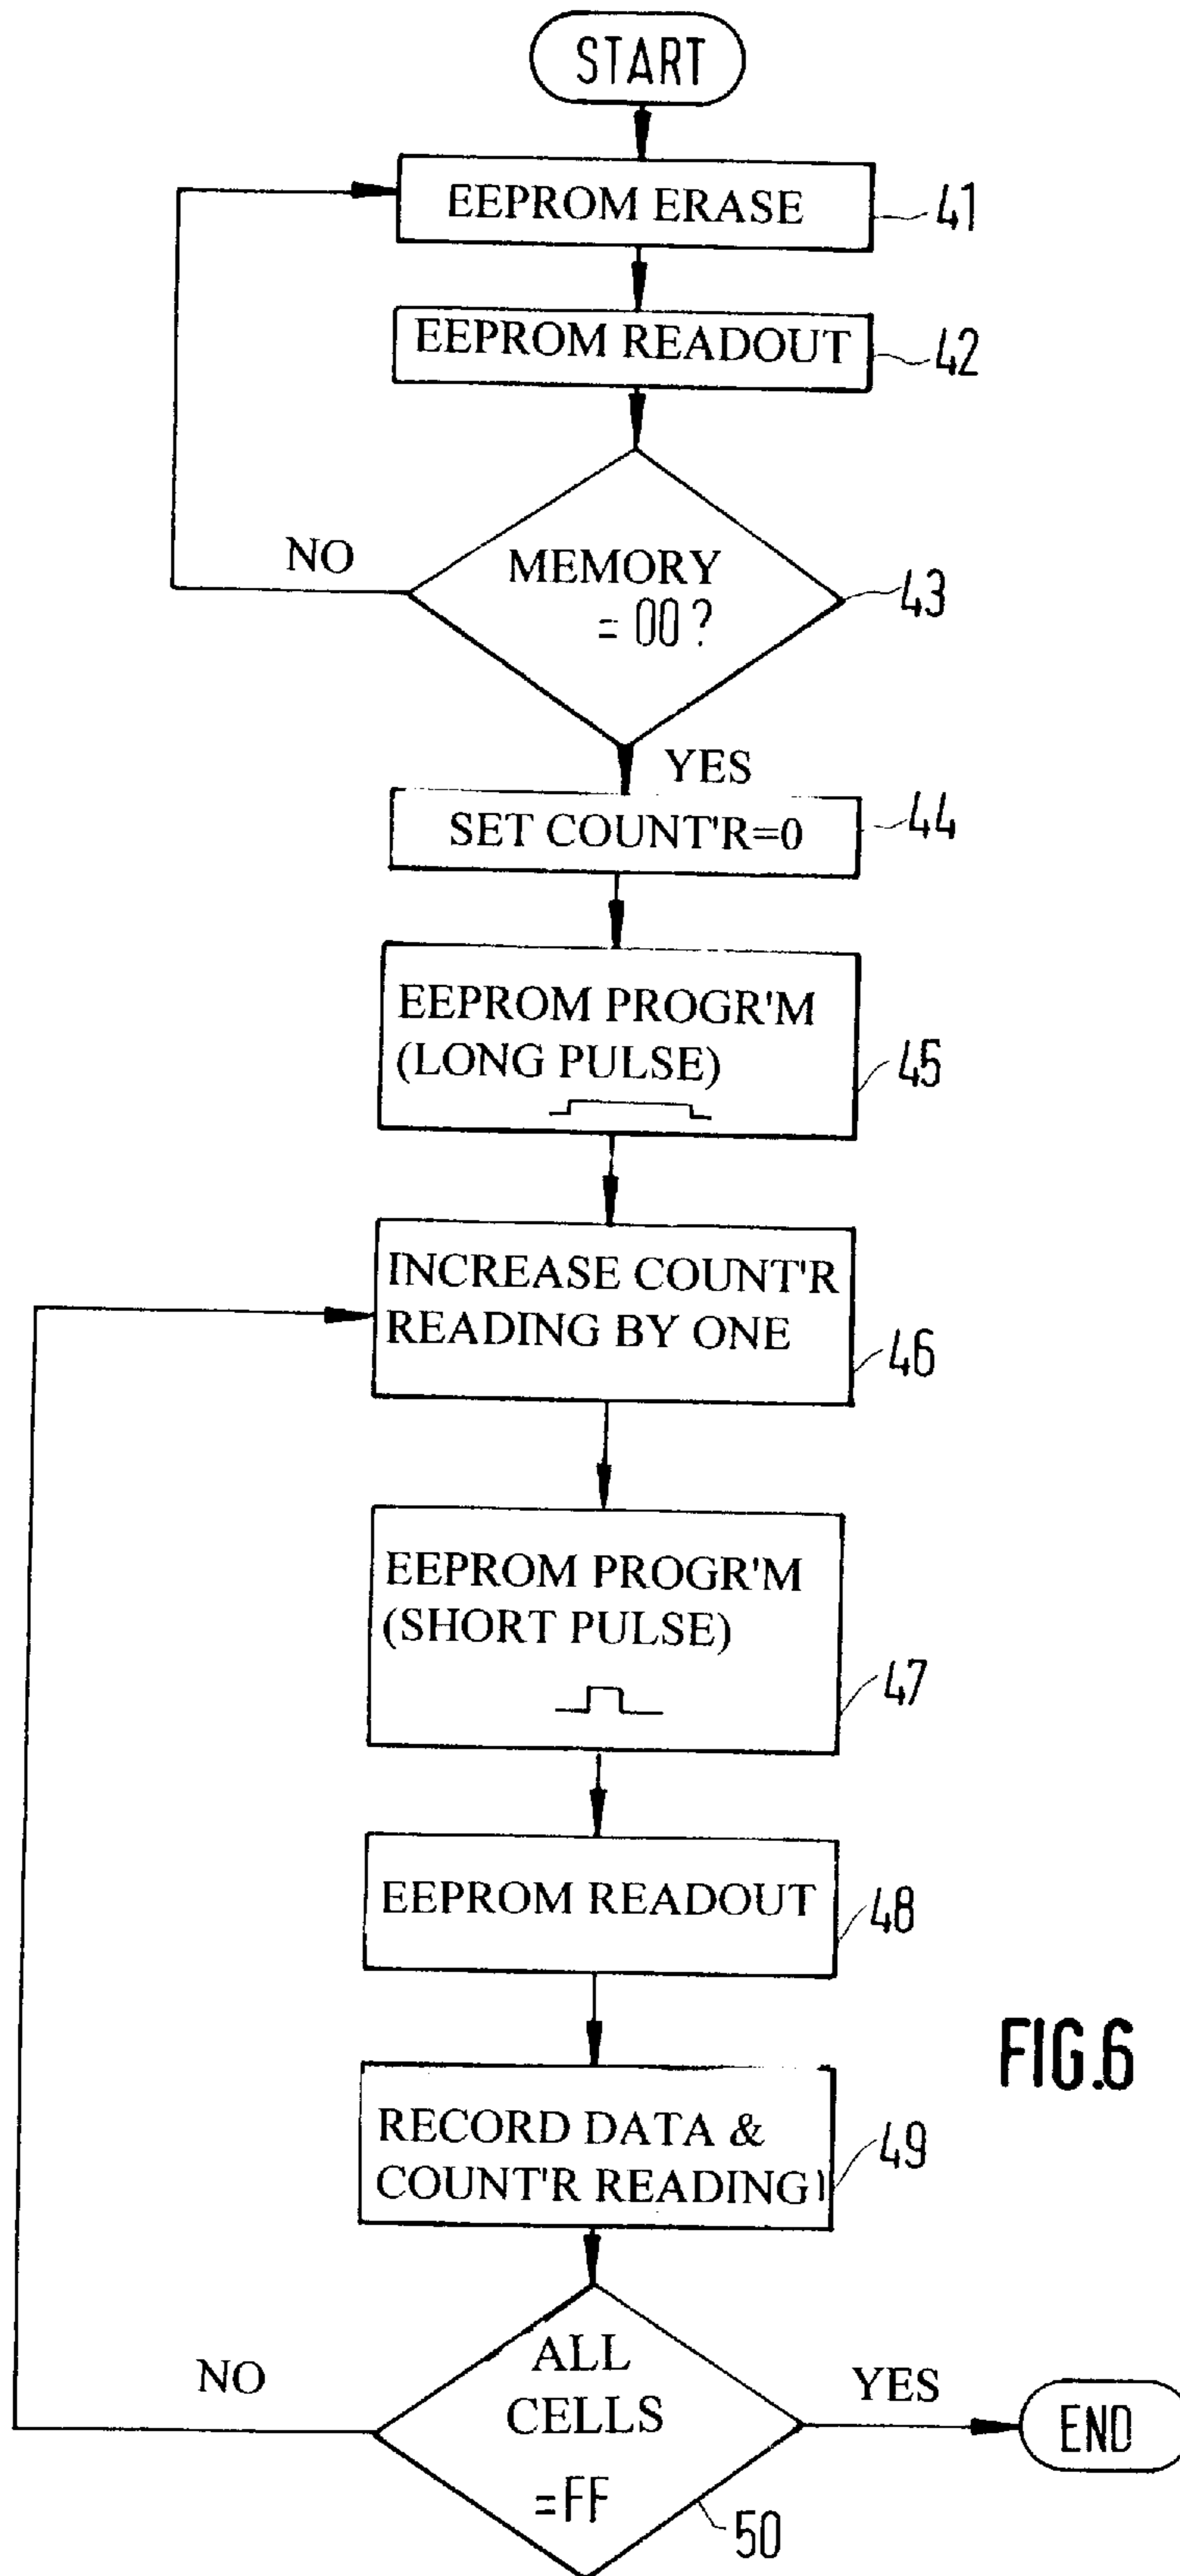 START
EEPROM ERASE
41
EEPROM READOUT
42
MEMORY
= 00 ?
43
NO
YES
SET COUNT'R=0
44
EEPROM PROGR'M
(LONG PULSE)
45
INCREASE COUNT'R
READING BY ONE
46
EEPROM PROGR'M
(SHORT PULSE)
47
EEPROM READOUT
48
FIG.6
RECORD DATA &
COUNT'R READING
49
ALL
CELLS
=FF
50
NO
YES
END